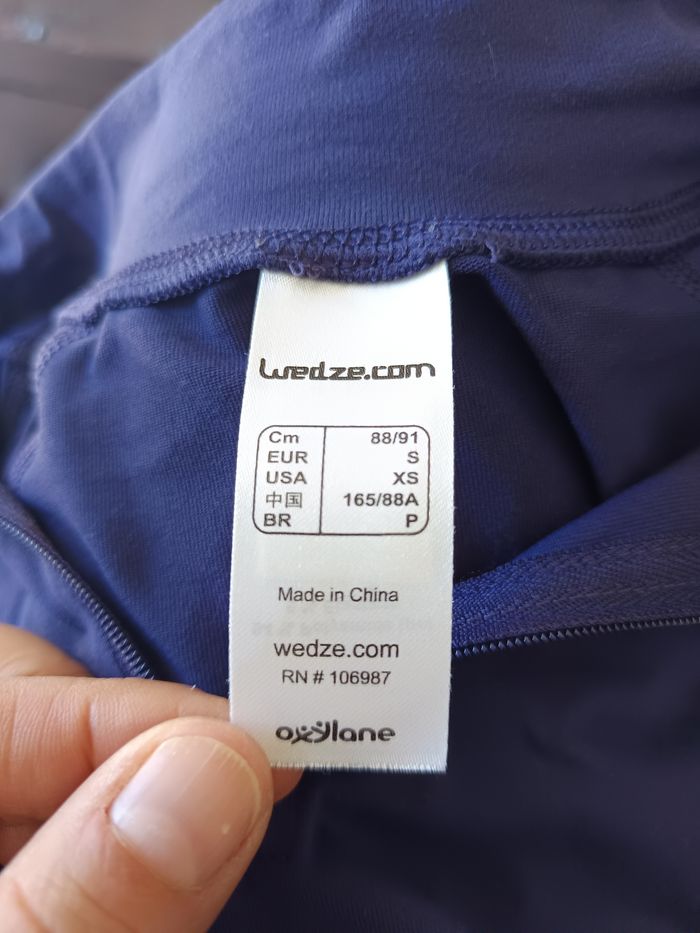 wedze.com
Cm 88/91
EUR S
USA XS
中国 165/88A
BR P
Made in China
wedze.com
RN # 106987
oxylane